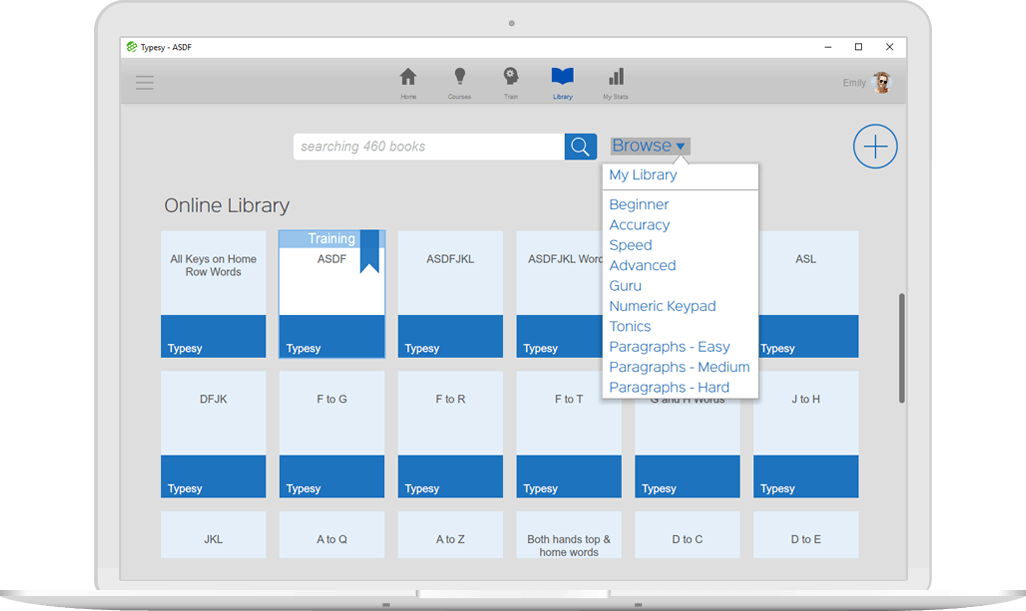 Typesy - ASDF
Home
Courses
Train
Library
My Stats
Emily
searching 460 books
Browse
My Library
Beginner
Accuracy
Speed
Advanced
Guru
Numeric Keypad
Tonics
Paragraphs - Easy
Paragraphs - Medium
Paragraphs - Hard
Online Library
All Keys on Home
Row Words
Typesy
Training
ASDF
Typesy
ASDFJKL
Typesy
ASDFJKL
Typesy
ASL
Typesy
DFJK
Typesy
F to G
Typesy
F to R
Typesy
F to T
Typesy
G and H Words
Typesy
J to H
Typesy
JKL
A to Q
A to Z
Both hands top &
home words
D to C
D to E